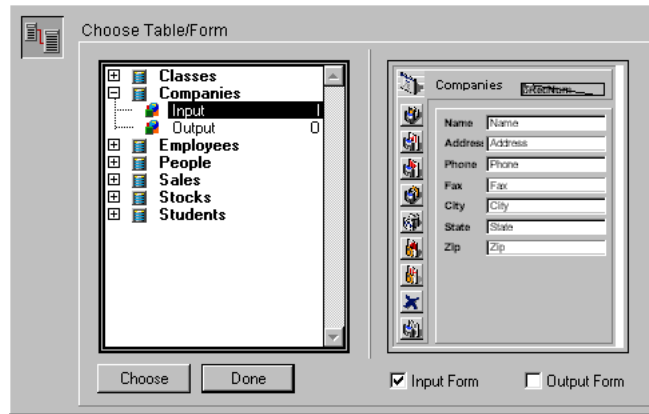 Choose Table/Form
Classes
Companies
Input I
Output O
Employees
People
Sales
Stocks
Students
Choose
Done
Companies
Name Name
Address Address
Phone Phone
Fax Fax
City City
State State
Zip Zip
Input Form
Output Form